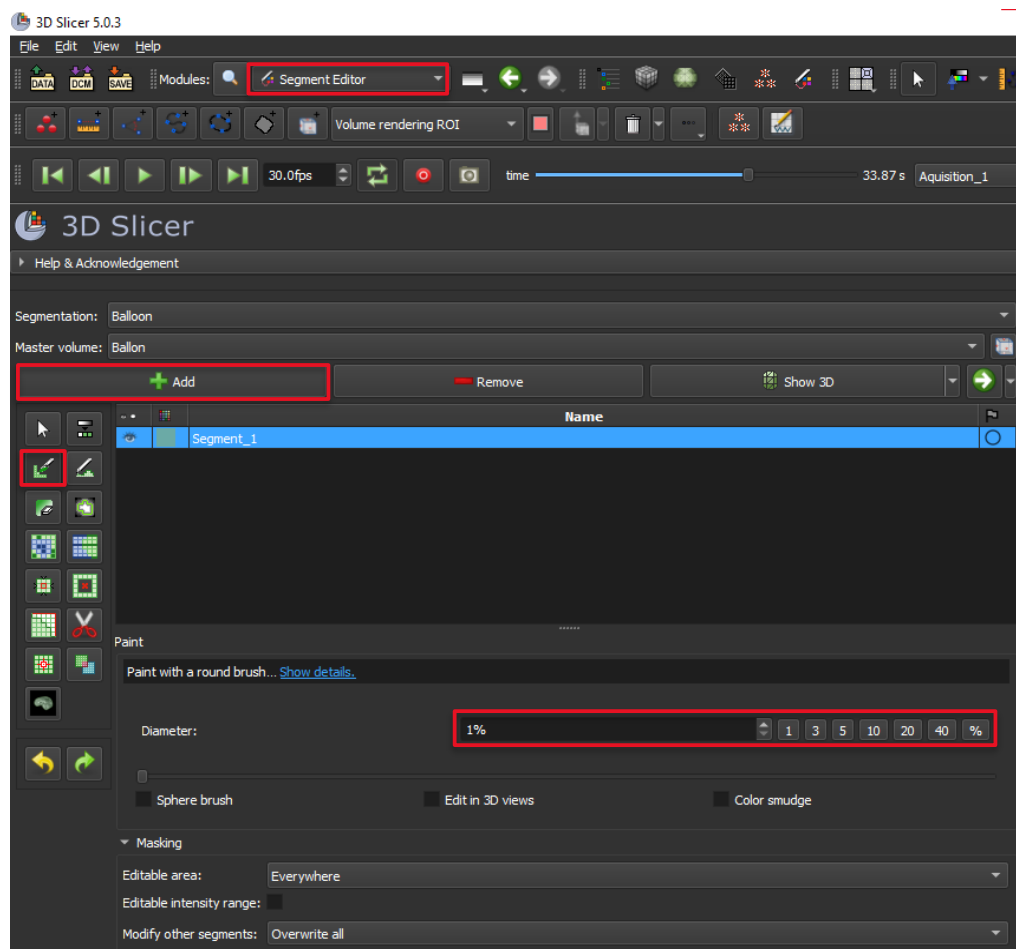 3D Slicer 5.0.3
File Edit View Help
DATA DCM SAVE Modules: Segment Editor
Volume rendering ROI
30.0fps time 33.87 s Aquisition_1
3D Slicer
Help & Acknowledgement
Segmentation: Balloon
Master volume: Ballon
Add Remove Show 3D
Name
Segment_1
Paint
Paint with a round brush... Show details.
Diameter: 1% 1 3 5 10 20 40 %
Sphere brush Edit in 3D views Color smudge
Masking
Editable area: Everywhere
Editable intensity range:
Modify other segments: Overwrite all